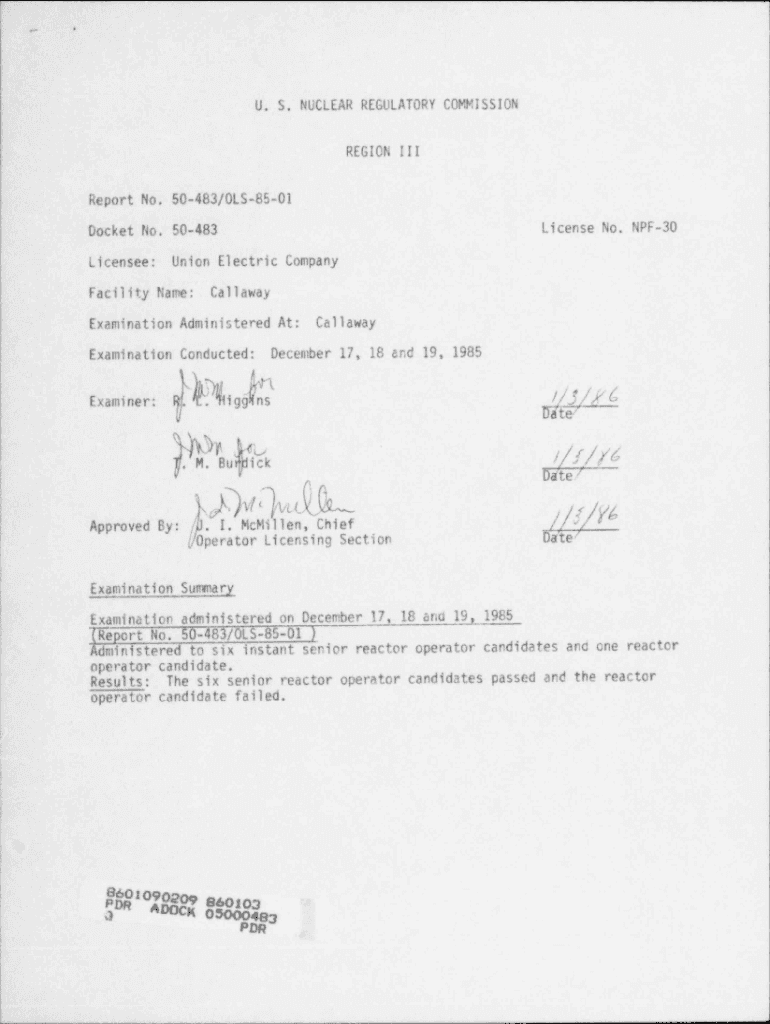 U. S. NUCLEAR REGULATORY COMMISSION
REGION III
Report No. 50-483/OLS-85-01
Docket No. 50-483 License No. NPF-30
Licensee: Union Electric Company
Facility Name: Callaway
Examination Administered At: Callaway
Examination Conducted: December 17, 18 and 19, 1985
for
Examiner: R. L. Higgins 1/3/86
Date
for
T. M. Burdick 1/3/86
Date
J. I. McMillen
Approved By: J. I. McMillen, Chief 1/3/86
Operator Licensing Section Date
Examination Summary
Examination administered on December 17, 18 and 19, 1985
(Report No. 50-483/OLS-85-01 )
Administered to six instant senior reactor operator candidates and one reactor
operator candidate.
Results: The six senior reactor operator candidates passed and the reactor
operator candidate failed.
8601090209 860103
PDR ADOCK 05000483
PDR